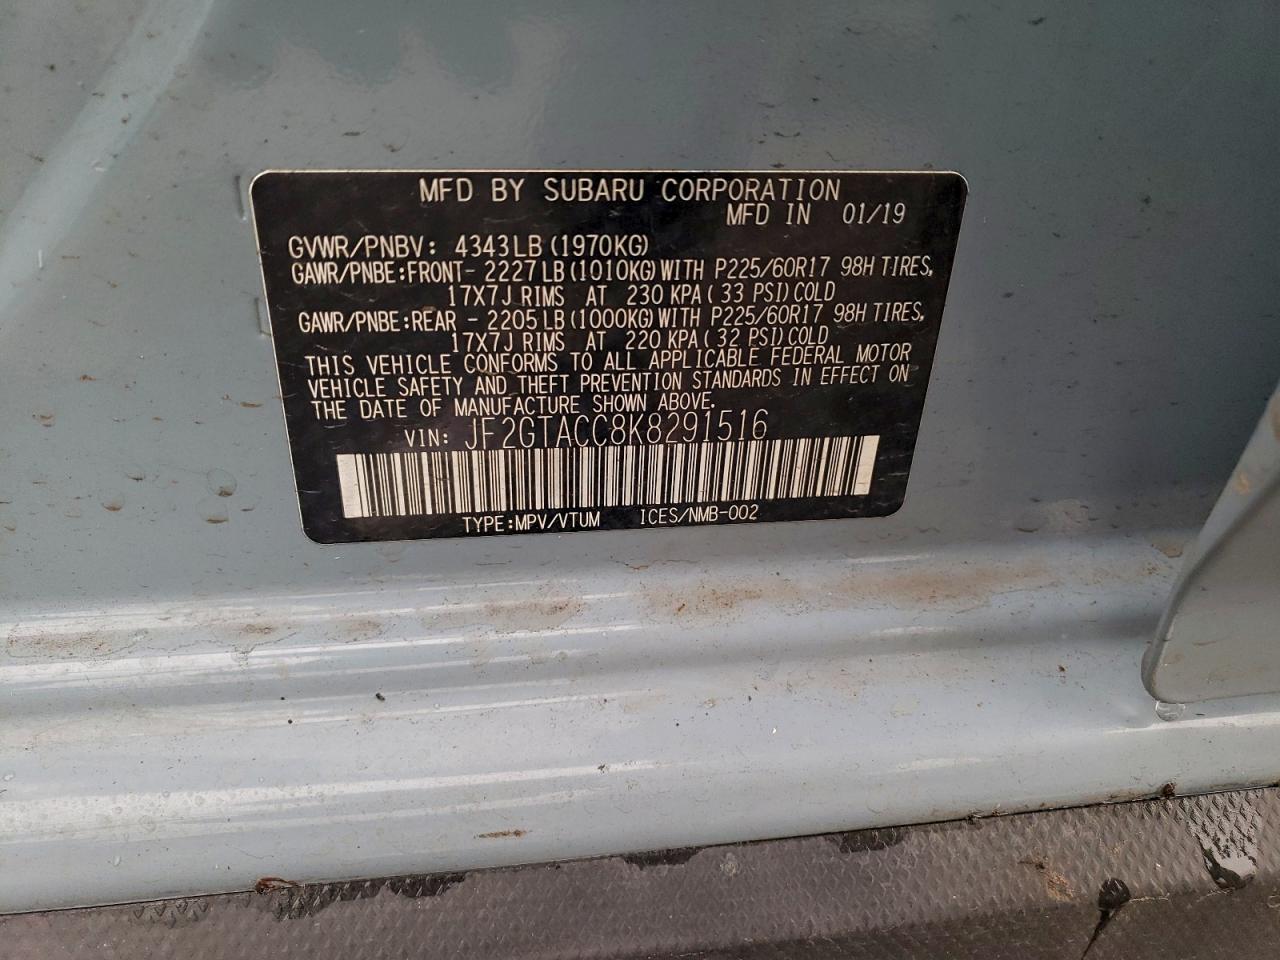 MFD BY SUBARU CORPORATION
MFD IN 01/19
GVWR/PNBV: 4343LB(1970KG)
GAWR/PNBE:FRONT- 2227LB(1010KG)WITH P225/60R17 98H TIRES,
17X7J RIMS AT 230 KPA( 33 PSI)COLD
GAWR/PNBE:REAR - 2205LB(1000KG)WITH P225/60R17 98H TIRES,
17X7J RIMS AT 220 KPA( 32 PSI)COLD
THIS VEHICLE CONFORMS TO ALL APPLICABLE FEDERAL MOTOR
VEHICLE SAFETY AND THEFT PREVENTION STANDARDS IN EFFECT ON
THE DATE OF MANUFACTURE SHOWN ABOVE.
VIN: JF2GTACC8K8291516
TYPE:MPV/VTUM ICES/NMB-002